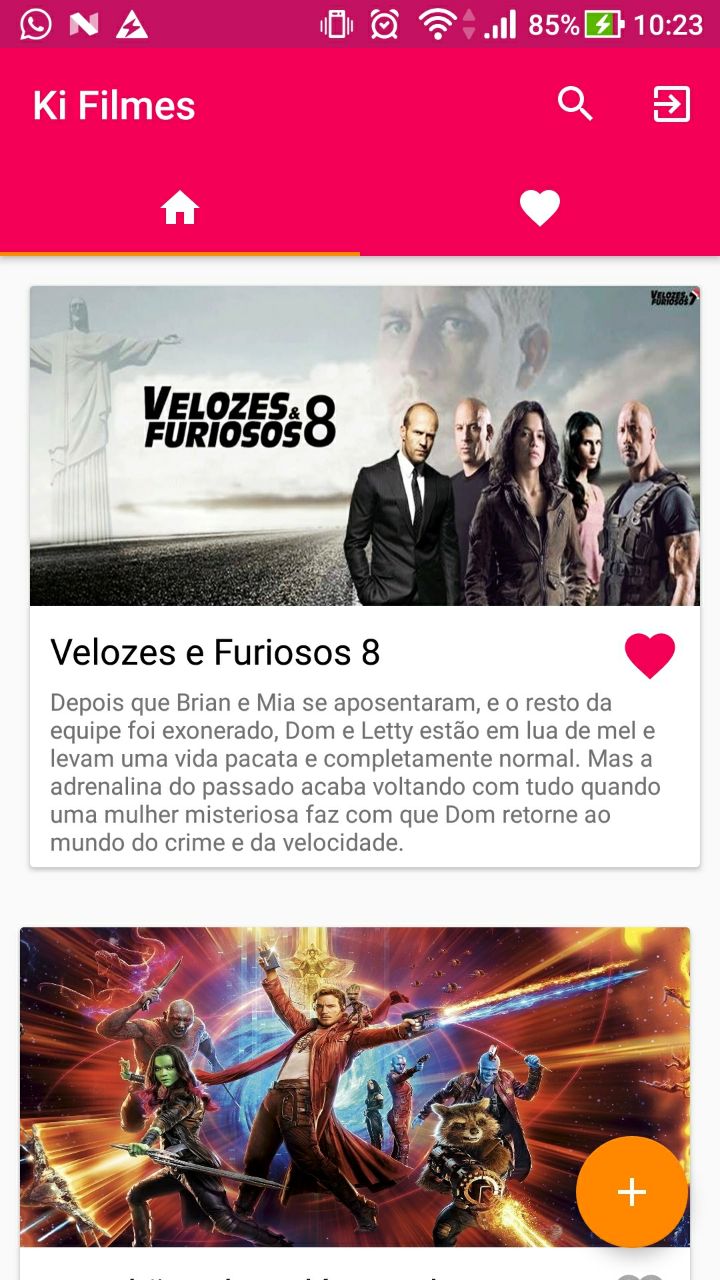 85% 10:23
Ki Filmes
VELOZES & FURIOSOS 7
VELOZES & FURIOSOS 8
Velozes e Furiosos 8
Depois que Brian e Mia se aposentaram, e o resto da
equipe foi exonerado, Dom e Letty estão em lua de mel e
levam uma vida pacata e completamente normal. Mas a
adrenalina do passado acaba voltando com tudo quando
uma mulher misteriosa faz com que Dom retorne ao
mundo do crime e da velocidade.